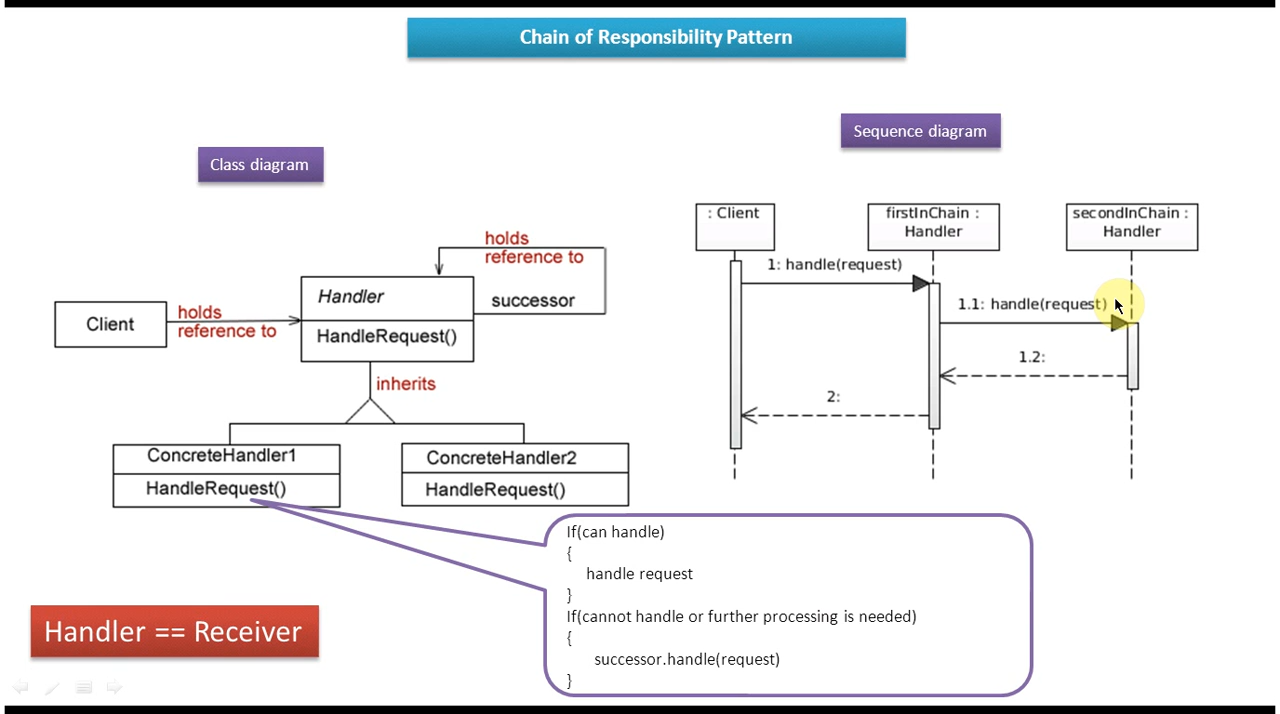 Chain of Responsibility Pattern
Class diagram
holds
reference to
successor
Client
holds
reference to
Handler
HandleRequest()
inherits
ConcreteHandler1
HandleRequest()
ConcreteHandler2
HandleRequest()
Sequence diagram
: Client
firstInChain :
Handler
secondInChain :
Handler
1: handle(request)
1.1: handle(request)
1.2:
2:
If(can handle)
{
handle request
}
If(cannot handle or further processing is needed)
{
successor.handle(request)
}
Handler == Receiver